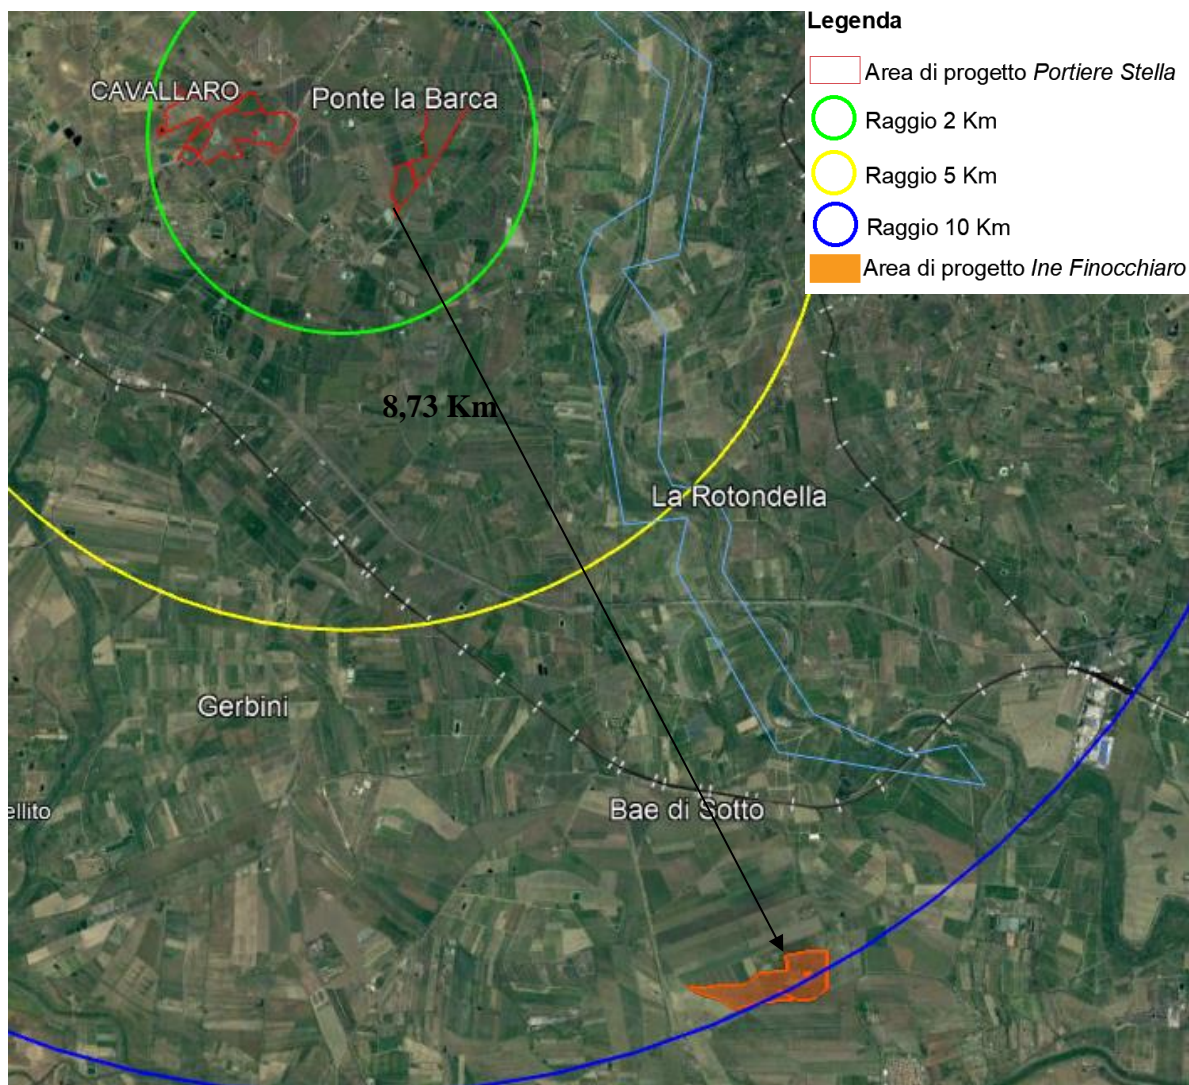 Legenda
Area di progetto Portiere Stella
Raggio 2 Km
Raggio 5 Km
Raggio 10 Km
Area di progetto Ine Finocchiaro
CAVALLARO
Ponte la Barca
8,73 Km
La Rotondella
Gerbini
ellito
Bae di Sotto